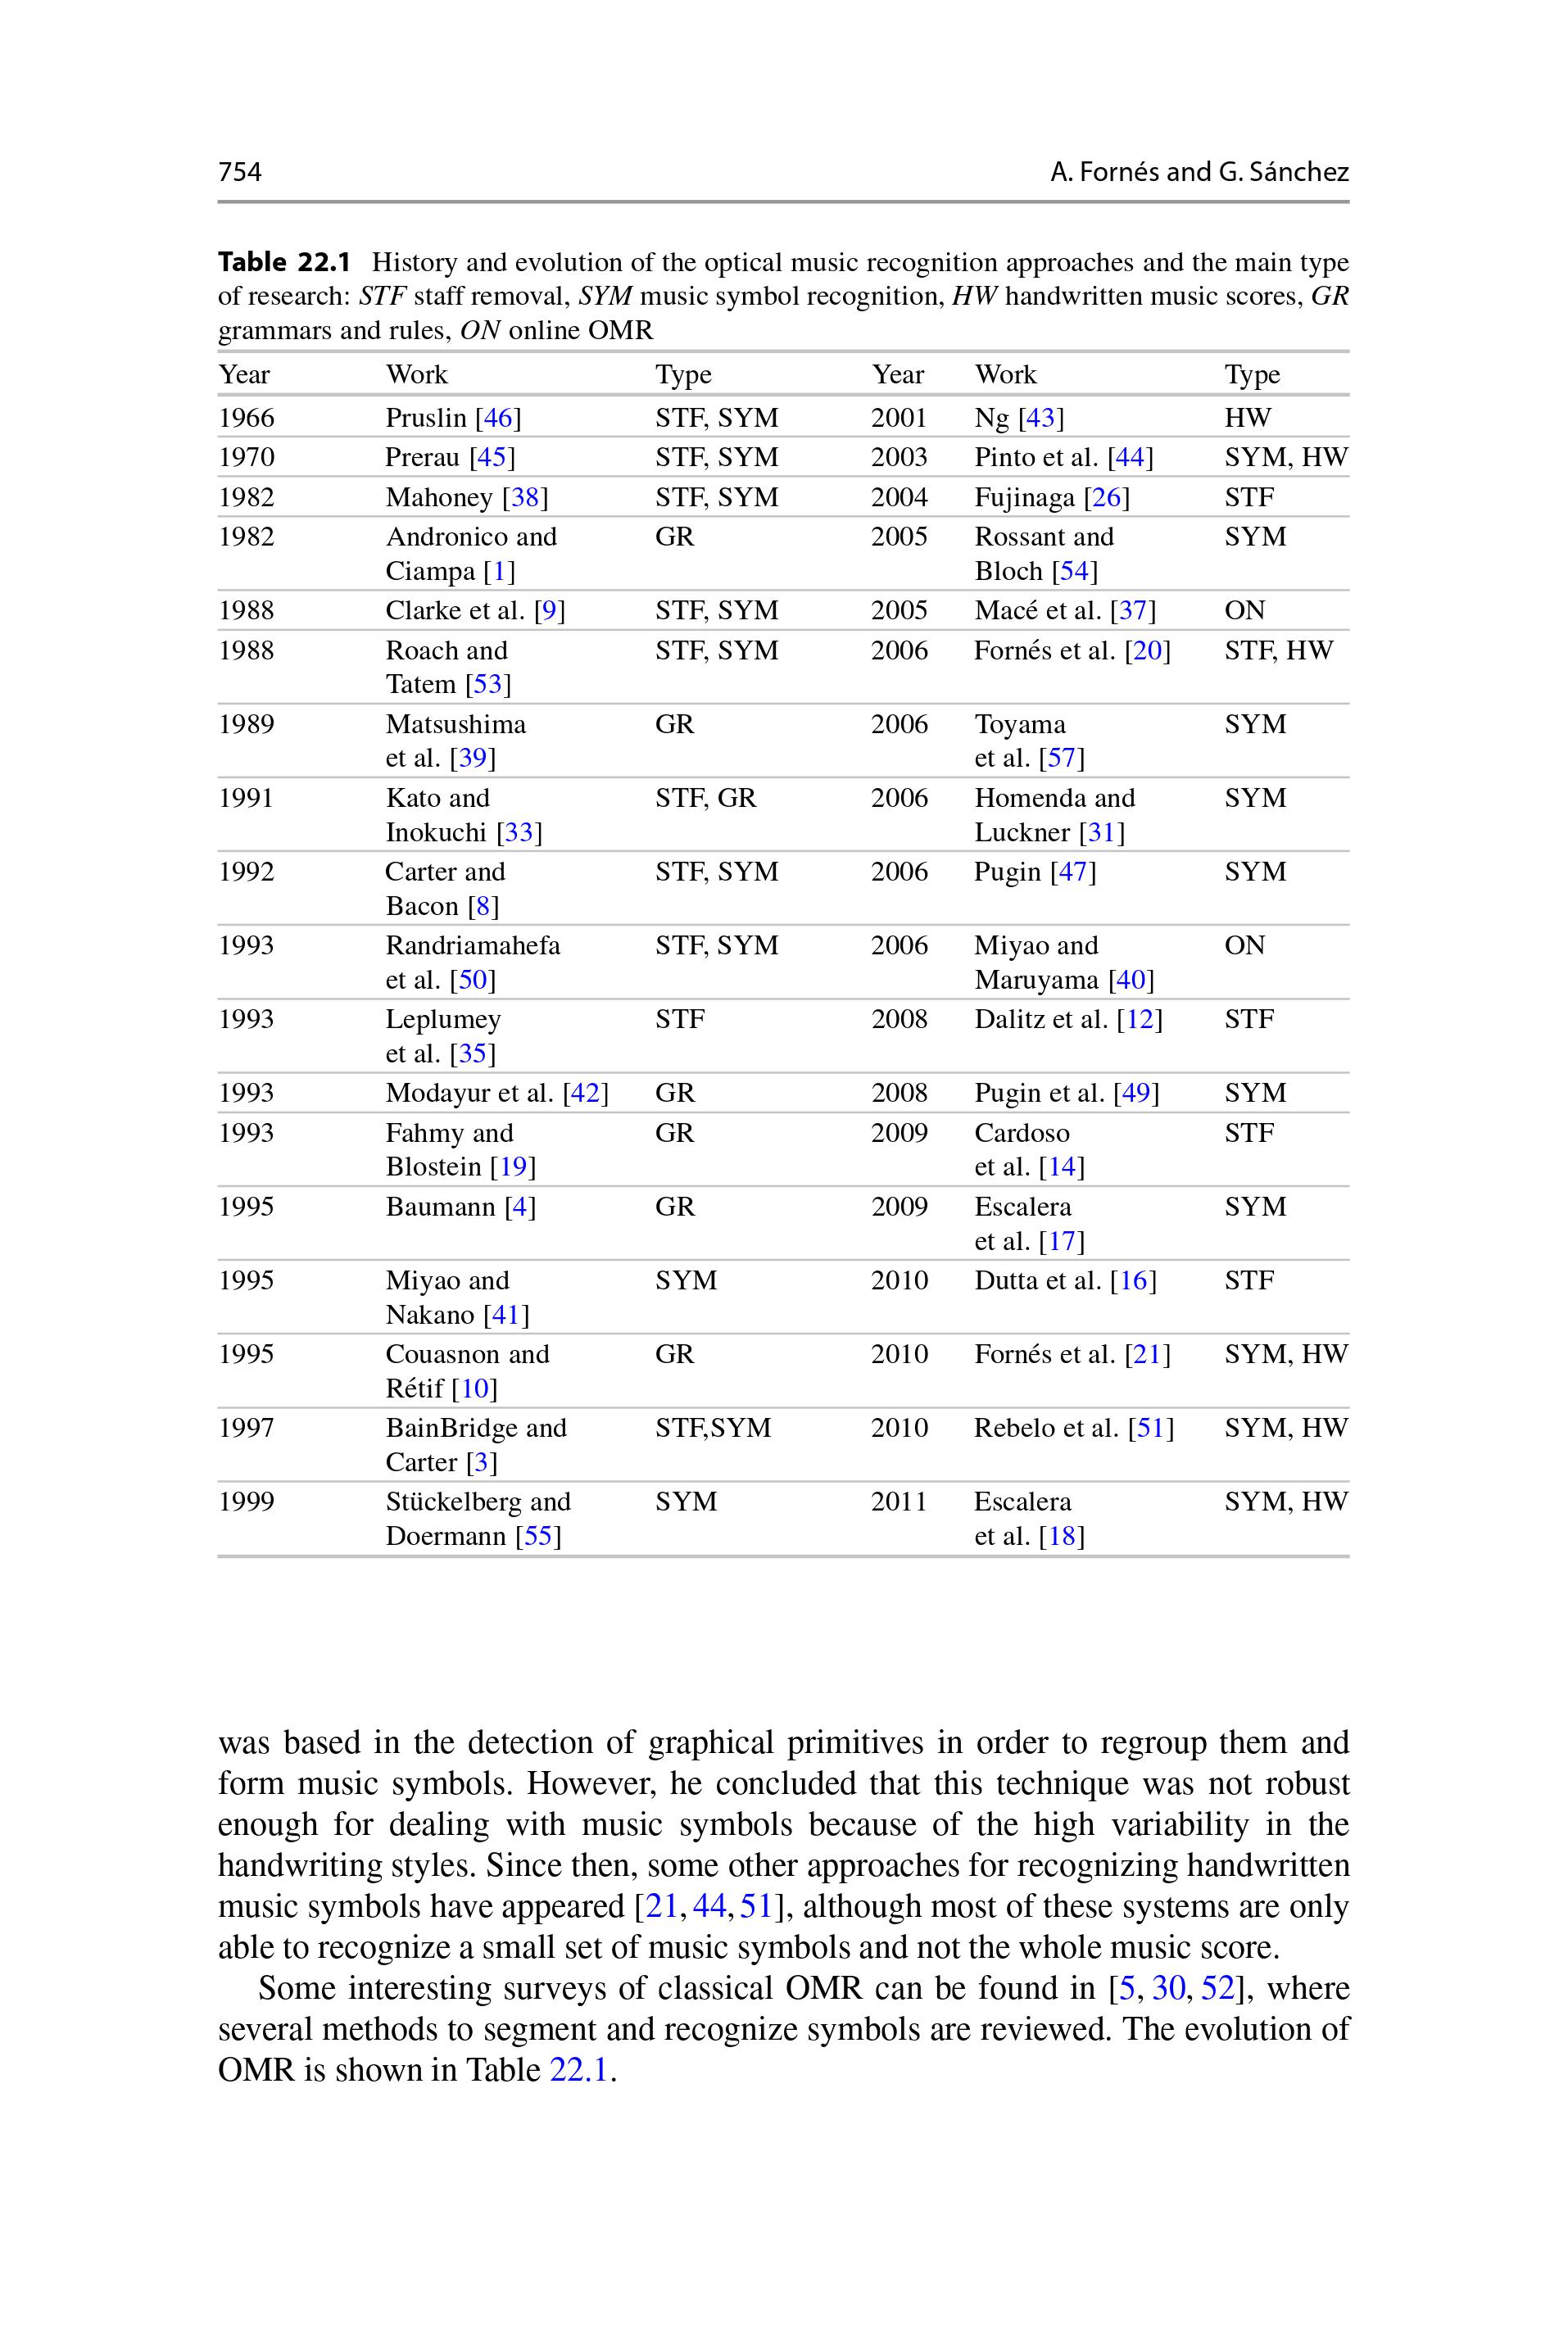 754 A. Fornés and G. Sánchez
Table 22.1 History and evolution of the optical music recognition approaches and the main type
of research: STF staff removal, SYM music symbol recognition, HW handwritten music scores, GR
grammars and rules, ON online OMR
Year Work Type Year Work Type
1966 Pruslin [46] STF, SYM 2001 Ng [43] HW
1970 Prerau [45] STF, SYM 2003 Pinto et al. [44] SYM, HW
1982 Mahoney [38] STF, SYM 2004 Fujinaga [26] STF
1982 Andronico and GR 2005 Rossant and SYM
Ciampa [1] Bloch [54]
1988 Clarke et al. [9] STF, SYM 2005 Macé et al. [37] ON
1988 Roach and STF, SYM 2006 Fornés et al. [20] STF, HW
Tatem [53]
1989 Matsushima GR 2006 Toyama SYM
et al. [39] et al. [57]
1991 Kato and STF, GR 2006 Homenda and SYM
Inokuchi [33] Luckner [31]
1992 Carter and STF, SYM 2006 Pugin [47] SYM
Bacon [8]
1993 Randriamahefa STF, SYM 2006 Miyao and ON
et al. [50] Maruyama [40]
1993 Leplumey STF 2008 Dalitz et al. [12] STF
et al. [35]
1993 Modayur et al. [42] GR 2008 Pugin et al. [49] SYM
1993 Fahmy and GR 2009 Cardoso STF
Blostein [19] et al. [14]
1995 Baumann [4] GR 2009 Escalera SYM
et al. [17]
1995 Miyao and SYM 2010 Dutta et al. [16] STF
Nakano [41]
1995 Couasnon and GR 2010 Fornés et al. [21] SYM, HW
Rétif [10]
1997 BainBridge and STF,SYM 2010 Rebelo et al. [51] SYM, HW
Carter [3]
1999 Stückelberg and SYM 2011 Escalera SYM, HW
Doermann [55] et al. [18]
was based in the detection of graphical primitives in order to regroup them and
form music symbols. However, he concluded that this technique was not robust
enough for dealing with music symbols because of the high variability in the
handwriting styles. Since then, some other approaches for recognizing handwritten
music symbols have appeared [21, 44, 51], although most of these systems are only
able to recognize a small set of music symbols and not the whole music score.
Some interesting surveys of classical OMR can be found in [5, 30, 52], where
several methods to segment and recognize symbols are reviewed. The evolution of
OMR is shown in Table 22.1.